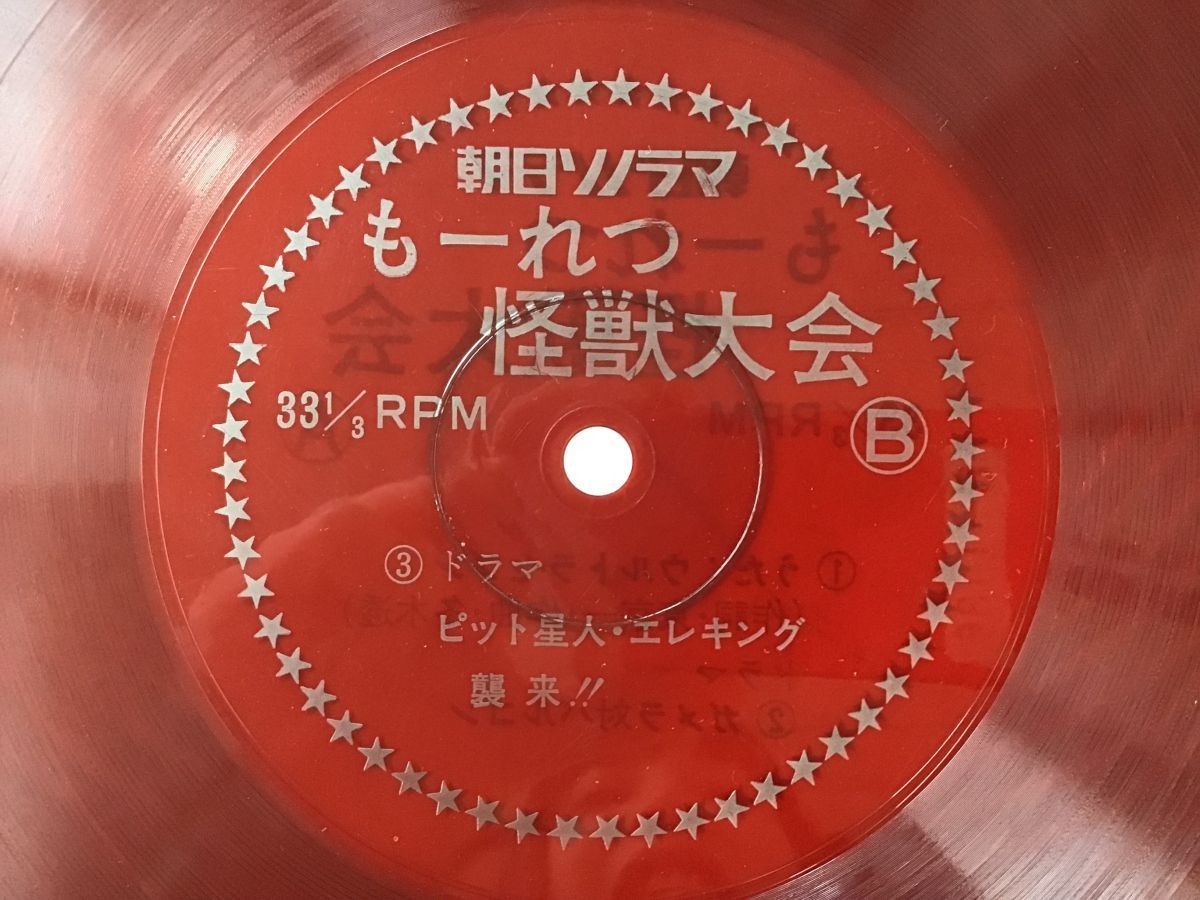 朝日ソノラマ
もーれつ
怪獣大会
33 1/3 RPM
Ⓑ
③ ドラマ
ピット星人・エレキング
襲来!!